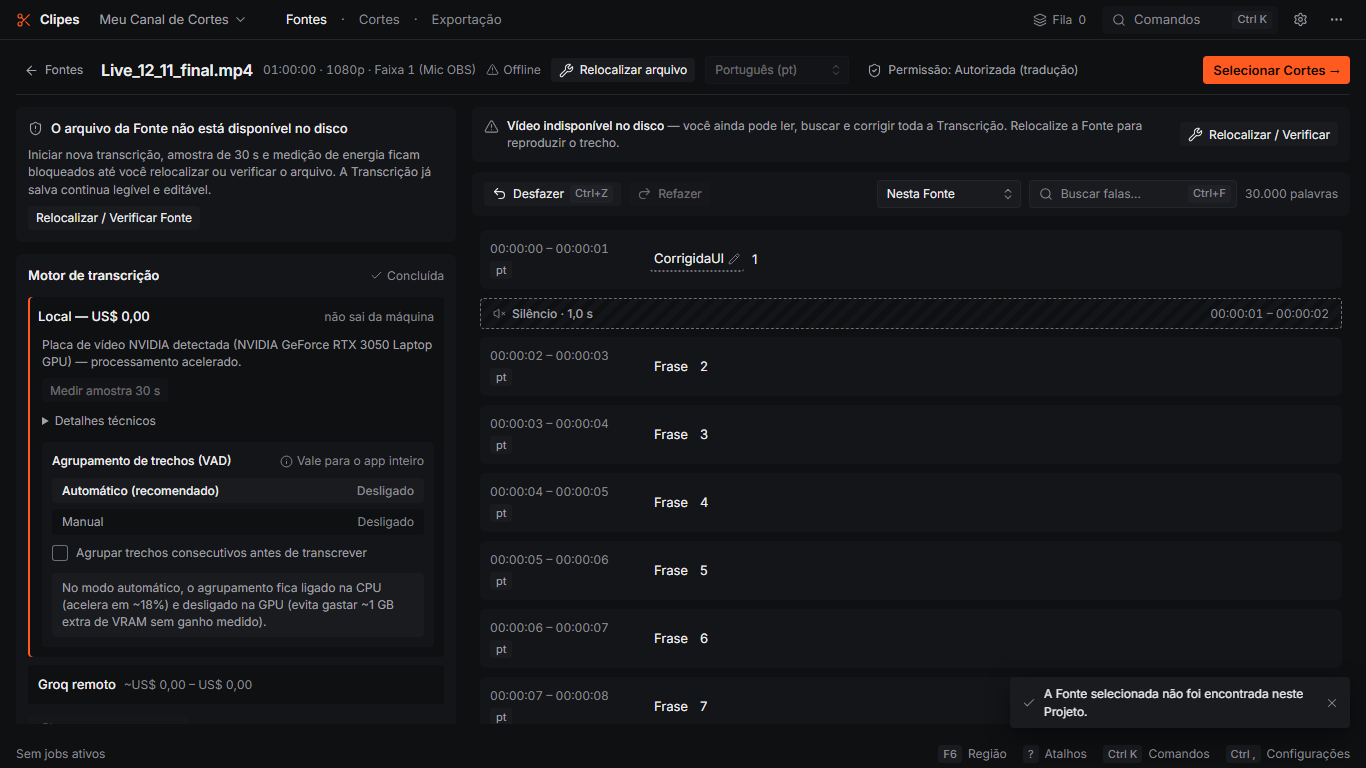 Clipes Meu Canal de Cortes Fontes · Cortes · Exportação Fila 0 Comandos Ctrl K
← Fontes Live_12_11_final.mp4 01:00:00 · 1080p · Faixa 1 (Mic OBS) Offline Relocalizar arquivo Português (pt) Permissão: Autorizada (tradução) Selecionar Cortes →
O arquivo da Fonte não está disponível no disco
Iniciar nova transcrição, amostra de 30 s e medição de energia ficam
bloqueados até você relocalizar ou verificar o arquivo. A Transcrição já
salva continua legível e editável.
Relocalizar / Verificar Fonte
Motor de transcrição Concluída
Local — US$ 0,00 não sai da máquina
Placa de vídeo NVIDIA detectada (NVIDIA GeForce RTX 3050 Laptop
GPU) — processamento acelerado.
Medir amostra 30 s
Detalhes técnicos
Agrupamento de trechos (VAD) Vale para o app inteiro
Automático (recomendado) Desligado
Manual Desligado
Agrupar trechos consecutivos antes de transcrever
No modo automático, o agrupamento fica ligado na CPU
(acelera em ~18%) e desligado na GPU (evita gastar ~1 GB
extra de VRAM sem ganho medido).
Groq remoto ~US$ 0,00 – US$ 0,00
Vídeo indisponível no disco — você ainda pode ler, buscar e corrigir toda a Transcrição. Relocalize a Fonte para
reproduzir o trecho.
Relocalizar / Verificar
Desfazer Ctrl+Z Refazer Nesta Fonte Buscar falas... Ctrl+F 30.000 palavras
00:00:00 – 00:00:01
pt
CorrigidaUI 1
Silêncio · 1,0 s 00:00:01 – 00:00:02
00:00:02 – 00:00:03
pt
Frase 2
00:00:03 – 00:00:04
pt
Frase 3
00:00:04 – 00:00:05
pt
Frase 4
00:00:05 – 00:00:06
pt
Frase 5
00:00:06 – 00:00:07
pt
Frase 6
00:00:07 – 00:00:08
pt
Frase 7
A Fonte selecionada não foi encontrada neste
Projeto.
Sem jobs ativos F6 Região ? Atalhos Ctrl K Comandos Ctrl , Configurações